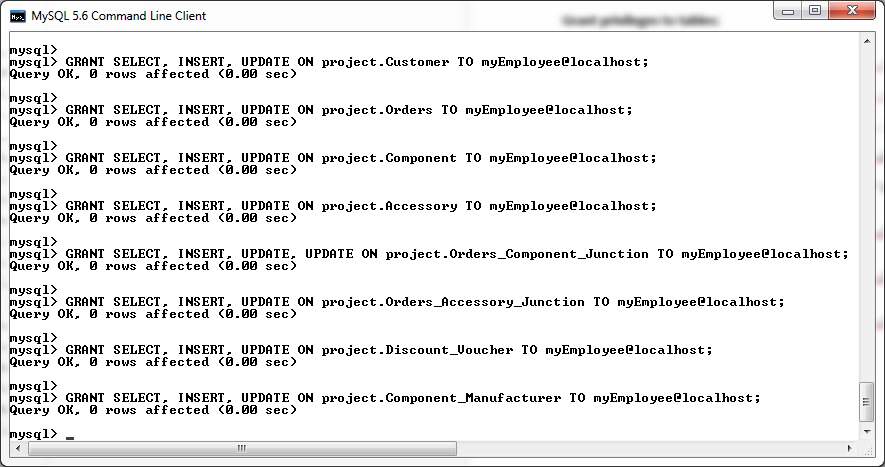 MySQL 5.6 Command Line Client
Grant privileges to tables:
mysql>
mysql> GRANT SELECT, INSERT, UPDATE ON project.Customer TO myEmployee@localhost;
Query OK, 0 rows affected (0.00 sec)
mysql>
mysql> GRANT SELECT, INSERT, UPDATE ON project.Orders TO myEmployee@localhost;
Query OK, 0 rows affected (0.00 sec)
mysql>
mysql> GRANT SELECT, INSERT, UPDATE ON project.Component TO myEmployee@localhost;
Query OK, 0 rows affected (0.00 sec)
mysql>
mysql> GRANT SELECT, INSERT, UPDATE ON project.Accessory TO myEmployee@localhost;
Query OK, 0 rows affected (0.00 sec)
mysql>
mysql> GRANT SELECT, INSERT, UPDATE, UPDATE ON project.Orders_Component_Junction TO myEmployee@localhost;
Query OK, 0 rows affected (0.00 sec)
mysql>
mysql> GRANT SELECT, INSERT, UPDATE ON project.Orders_Accessory_Junction TO myEmployee@localhost;
Query OK, 0 rows affected (0.00 sec)
mysql>
mysql> GRANT SELECT, INSERT, UPDATE ON project.Discount_Voucher TO myEmployee@localhost;
Query OK, 0 rows affected (0.00 sec)
mysql>
mysql> GRANT SELECT, INSERT, UPDATE ON project.Component_Manufacturer TO myEmployee@localhost;
Query OK, 0 rows affected (0.00 sec)
mysql> _